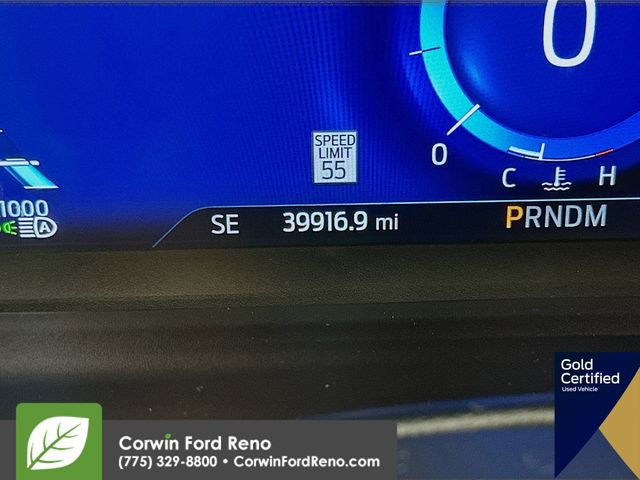 0
SPEED
LIMIT
55
0
C H
1000
A
SE 39916.9 mi PRNDM
Gold
Certified
Used Vehicle
Corwin Ford Reno
(775) 329-8800 • CorwinFordReno.com